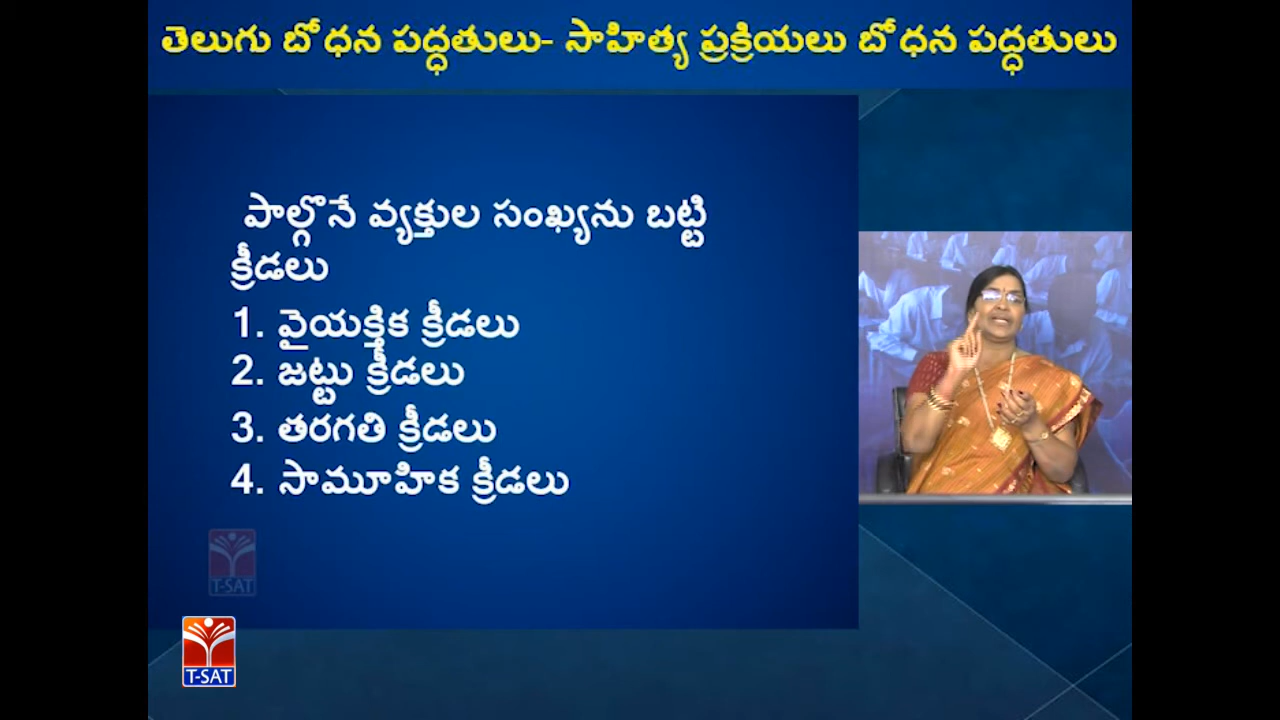 తెలుగు బోధన పద్ధతులు- సాహిత్య ప్రక్రియలు బోధన పద్ధతులు
పాల్గొనే వ్యక్తుల సంఖ్యను బట్టి
క్రీడలు
1. వైయక్తిక క్రీడలు
2. జట్టు క్రీడలు
3. తరగతి క్రీడలు
4. సామూహిక క్రీడలు
T-SAT
T-SAT